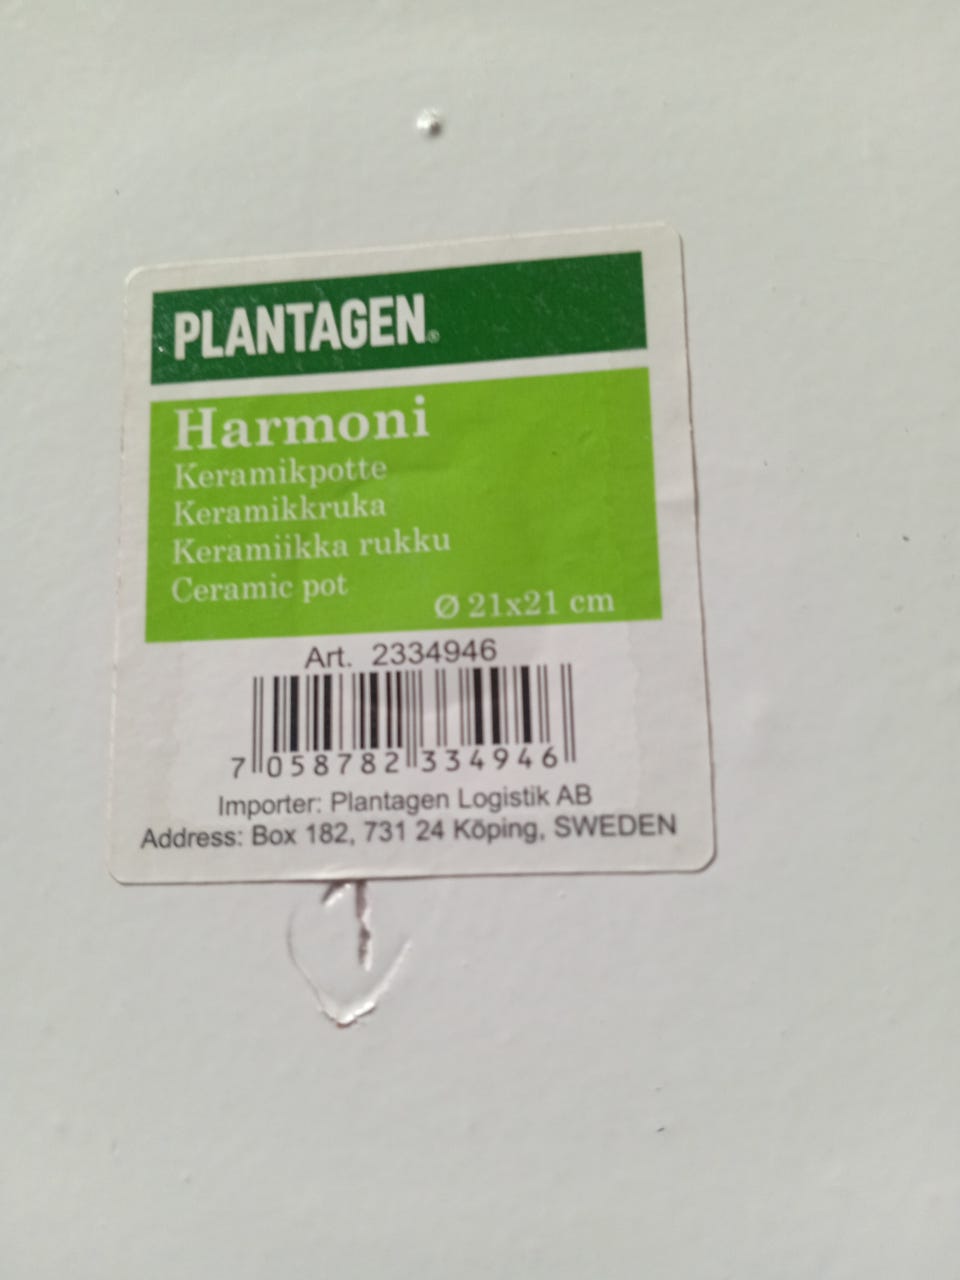 PLANTAGEN®
Harmoni
Keramikpotte
Keramikkruka
Keramiikka rukku
Ceramic pot
Ø 21x21 cm
Art. 2334946
7 058782 334946
Importer: Plantagen Logistik AB
Address: Box 182, 731 24 Köping, SWEDEN